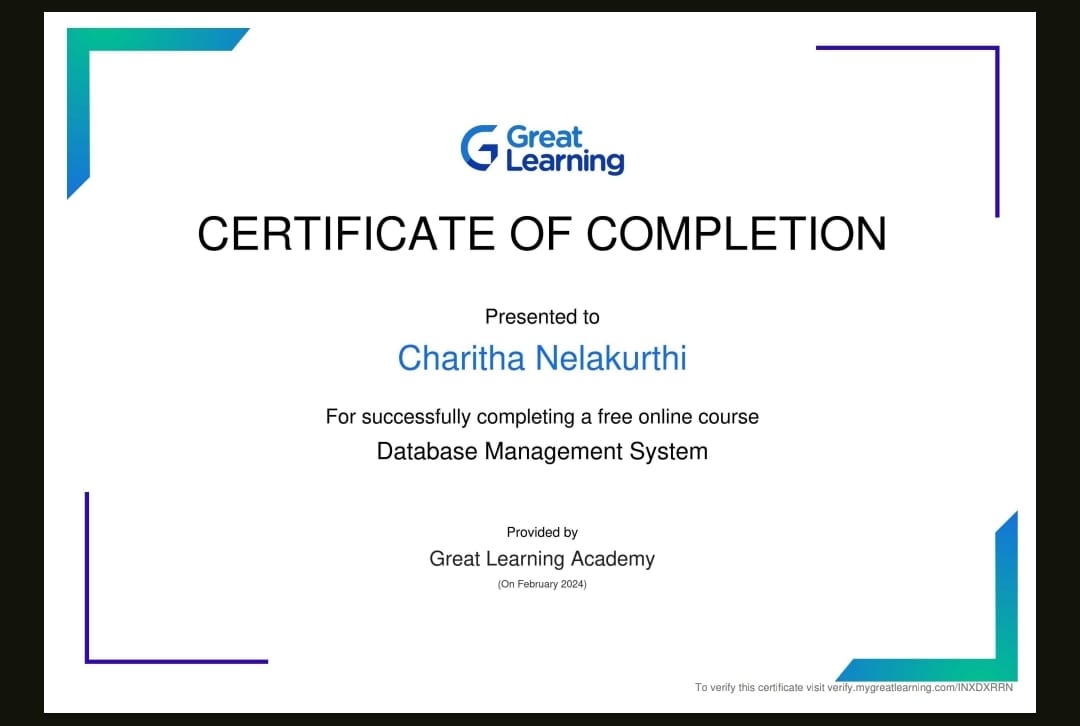 Great
Learning
CERTIFICATE OF COMPLETION
Presented to
Charitha Nelakurthi
For successfully completing a free online course
Database Management System
Provided by
Great Learning Academy
(On February 2024)
To verify this certificate visit verify.mygreatlearning.com/INXDXRRN